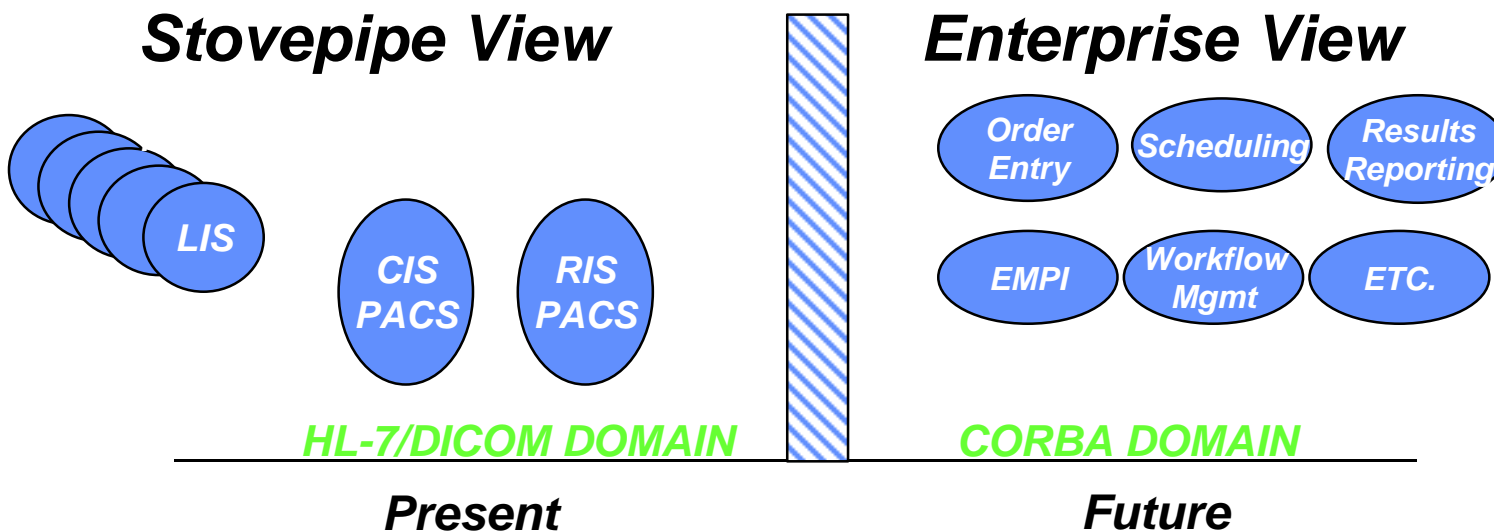 Stovepipe View
Enterprise View
LIS
CIS
PACS
RIS
PACS
Order
Entry
Scheduling
Results
Reporting
EMPI
Workflow
Mgmt
ETC.
HL-7/DICOM DOMAIN
CORBA DOMAIN
Present
Future